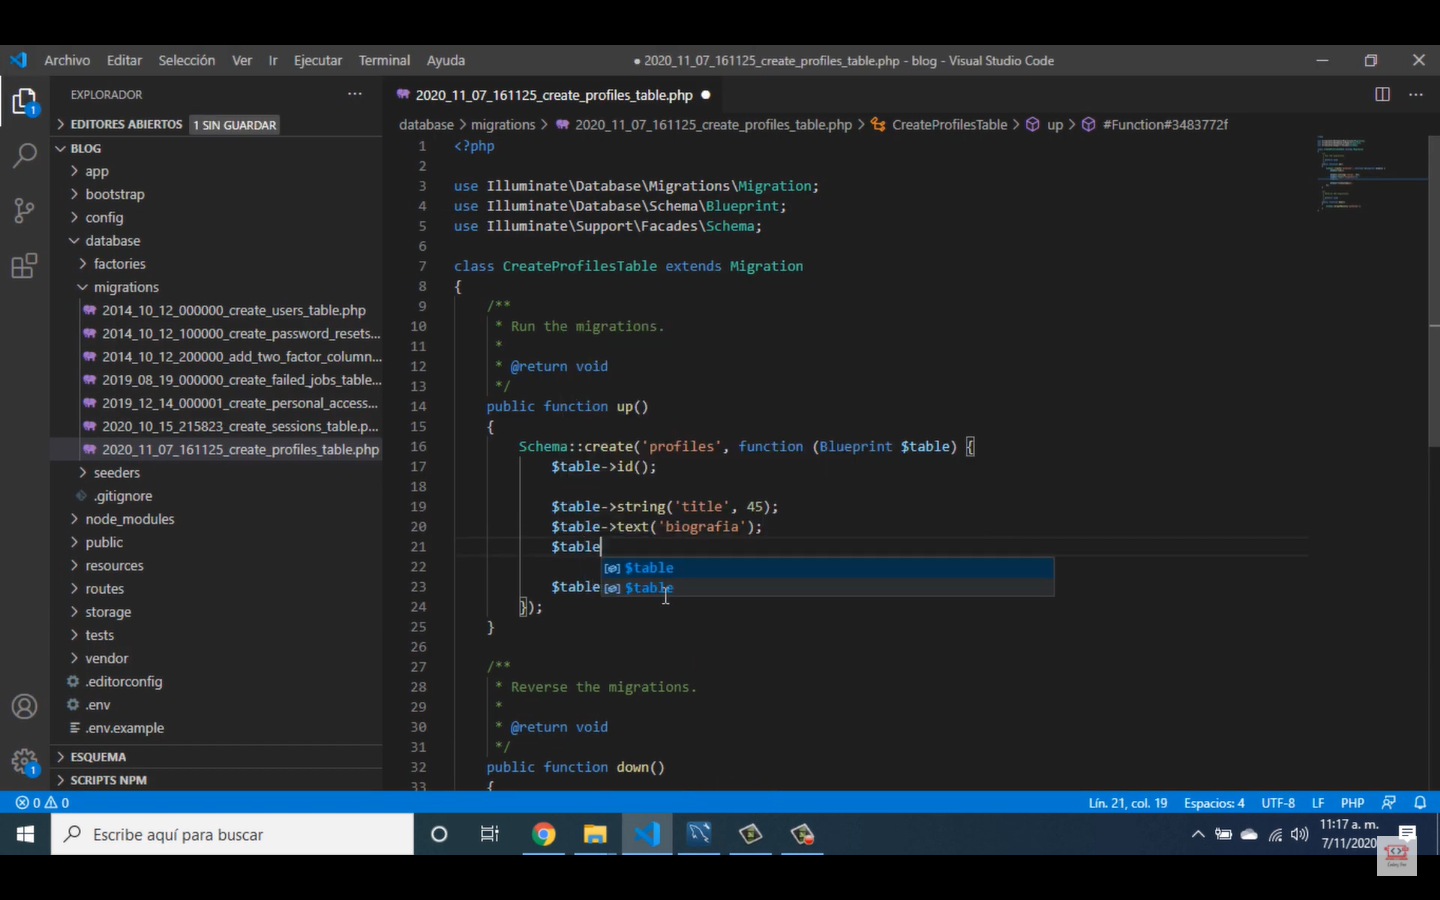 Archivo Editar Selección Ver Ir Ejecutar Terminal Ayuda
● 2020_11_07_161125_create_profiles_table.php - blog - Visual Studio Code
EXPLORADOR
2020_11_07_161125_create_profiles_table.php
EDITORES ABIERTOS 1 SIN GUARDAR
database > migrations > 2020_11_07_161125_create_profiles_table.php > CreateProfilesTable > up > #Function#3483772f
BLOG
app
bootstrap
config
database
factories
migrations
2014_10_12_000000_create_users_table.php
2014_10_12_100000_create_password_resets...
2014_10_12_200000_add_two_factor_column...
2019_08_19_000000_create_failed_jobs_table...
2019_12_14_000001_create_personal_access...
2020_10_15_215823_create_sessions_table.p...
2020_11_07_161125_create_profiles_table.php
seeders
.gitignore
node_modules
public
resources
routes
storage
tests
vendor
.editorconfig
.env
.env.example
ESQUEMA
SCRIPTS NPM
1 <?php
2
3 use Illuminate\Database\Migrations\Migration;
4 use Illuminate\Database\Schema\Blueprint;
5 use Illuminate\Support\Facades\Schema;
6
7 class CreateProfilesTable extends Migration
8 {
9 /**
10 * Run the migrations.
11 *
12 * @return void
13 */
14 public function up()
15 {
16 Schema::create('profiles', function (Blueprint $table) {
17 $table->id();
18
19 $table->string('title', 45);
20 $table->text('biografia');
21 $table
22
23 $table
24 });
25 }
26
27 /**
28 * Reverse the migrations.
29 *
30 * @return void
31 */
32 public function down()
33 {
$table
$table
1
1
0 0
Lín. 21, col. 19 Espacios: 4 UTF-8 LF PHP
Escribe aquí para buscar
11:17 a. m.
7/11/2020